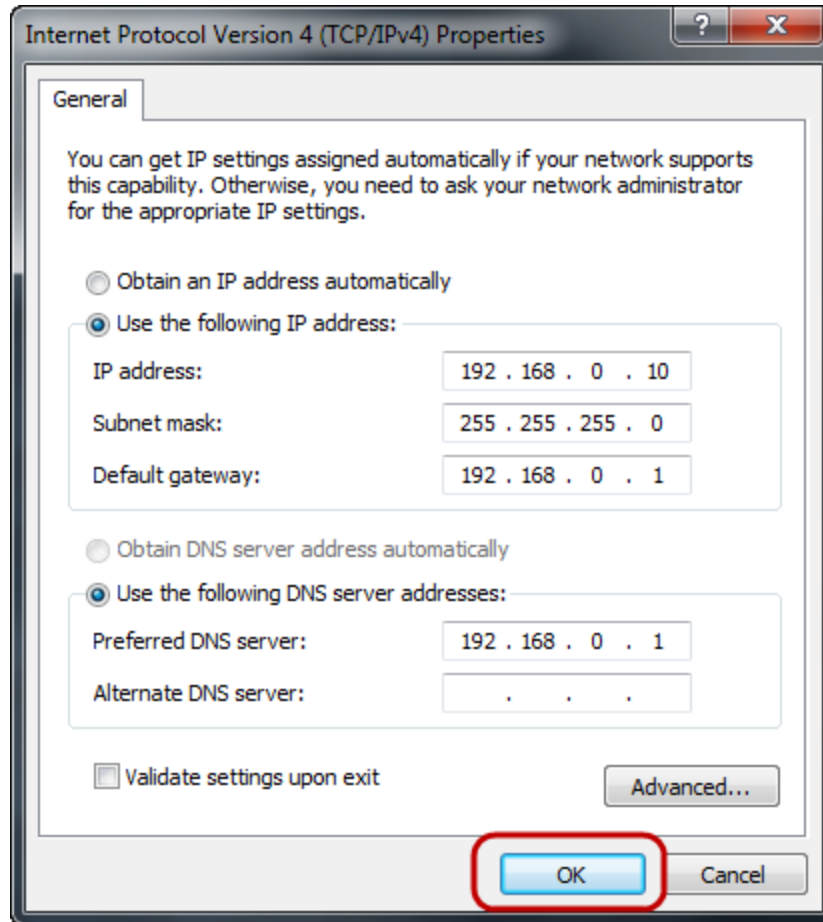 Internet Protocol Version 4 (TCP/IPv4) Properties
?
X
General
You can get IP settings assigned automatically if your network supports
this capability. Otherwise, you need to ask your network administrator
for the appropriate IP settings.
Obtain an IP address automatically
Use the following IP address:
IP address: 192 . 168 . 0 . 10
Subnet mask: 255 . 255 . 255 . 0
Default gateway: 192 . 168 . 0 . 1
Obtain DNS server address automatically
Use the following DNS server addresses:
Preferred DNS server: 192 . 168 . 0 . 1
Alternate DNS server: . . .
Validate settings upon exit
Advanced...
OK Cancel